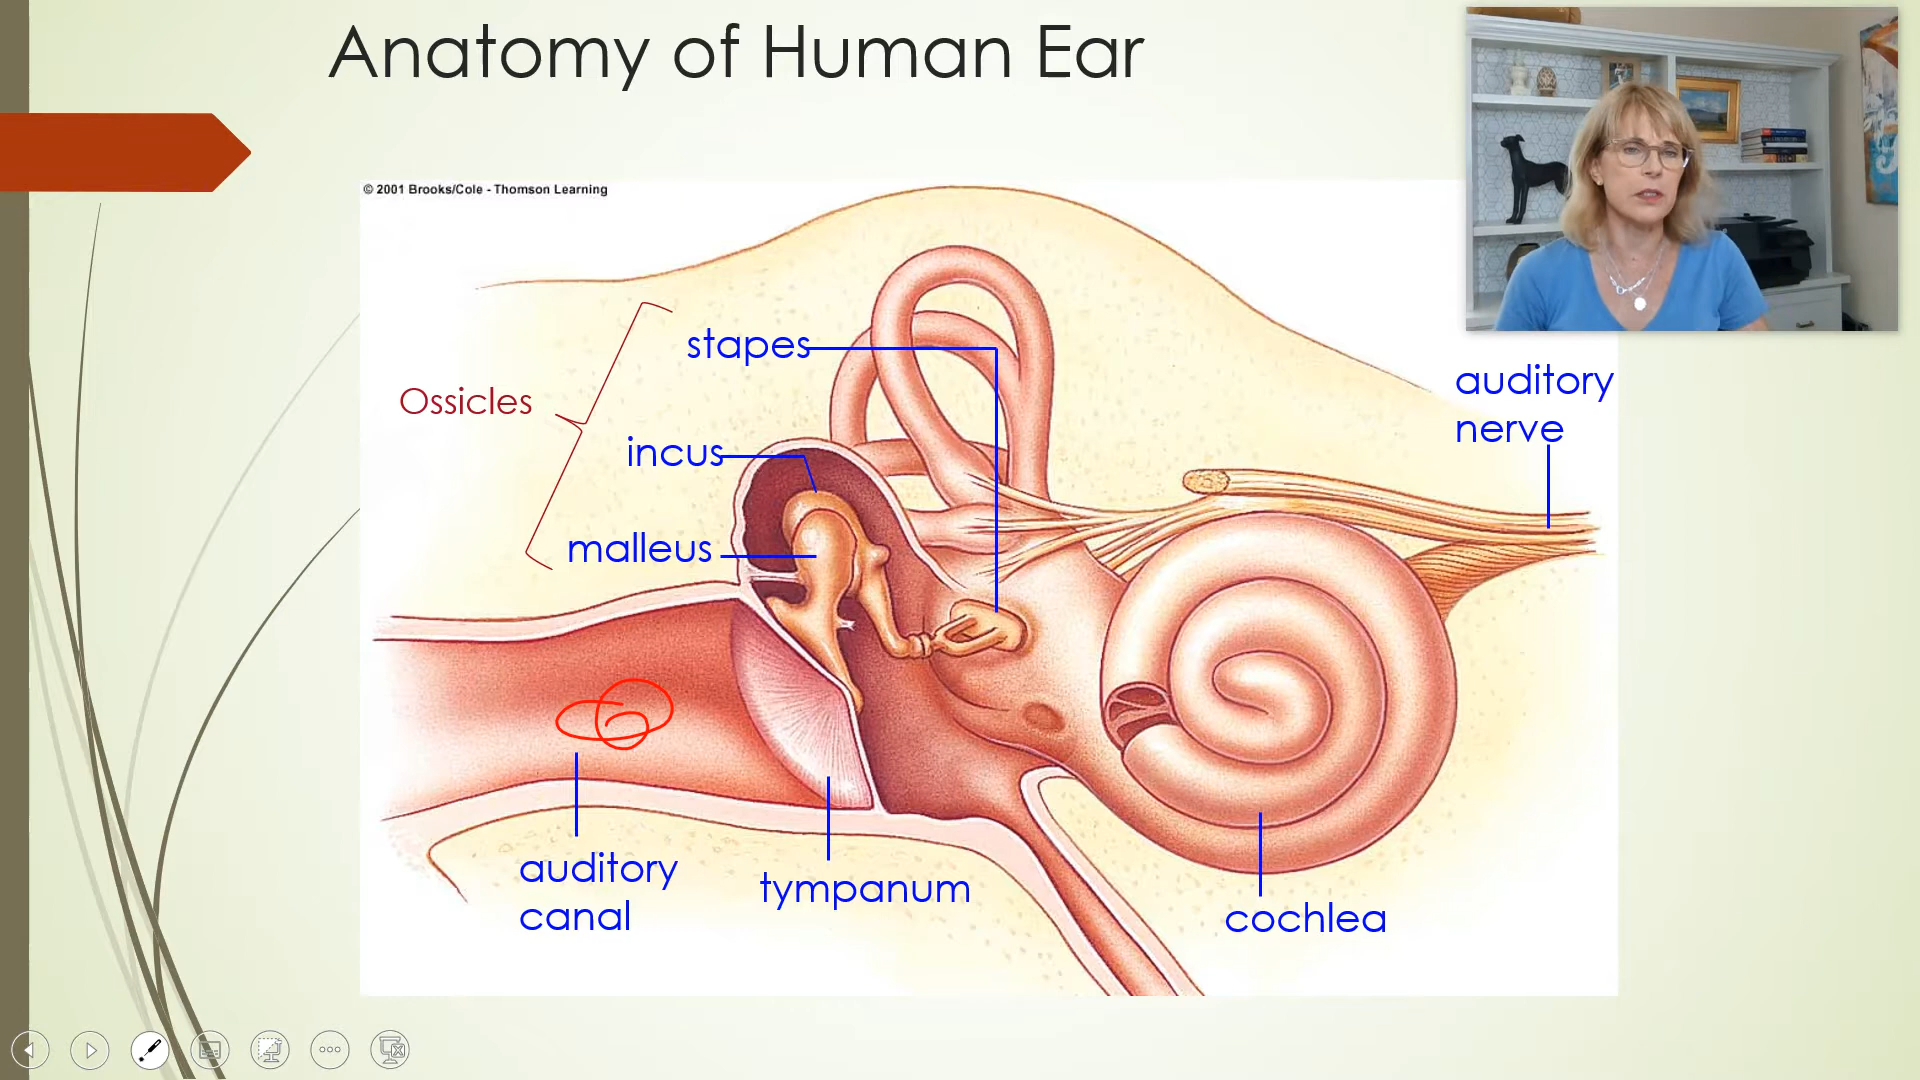 Anatomy of Human Ear
© 2001 Brooks/Cole - Thomson Learning
stapes
auditory
nerve
Ossicles
incus
malleus
auditory
canal
tympanum
cochlea